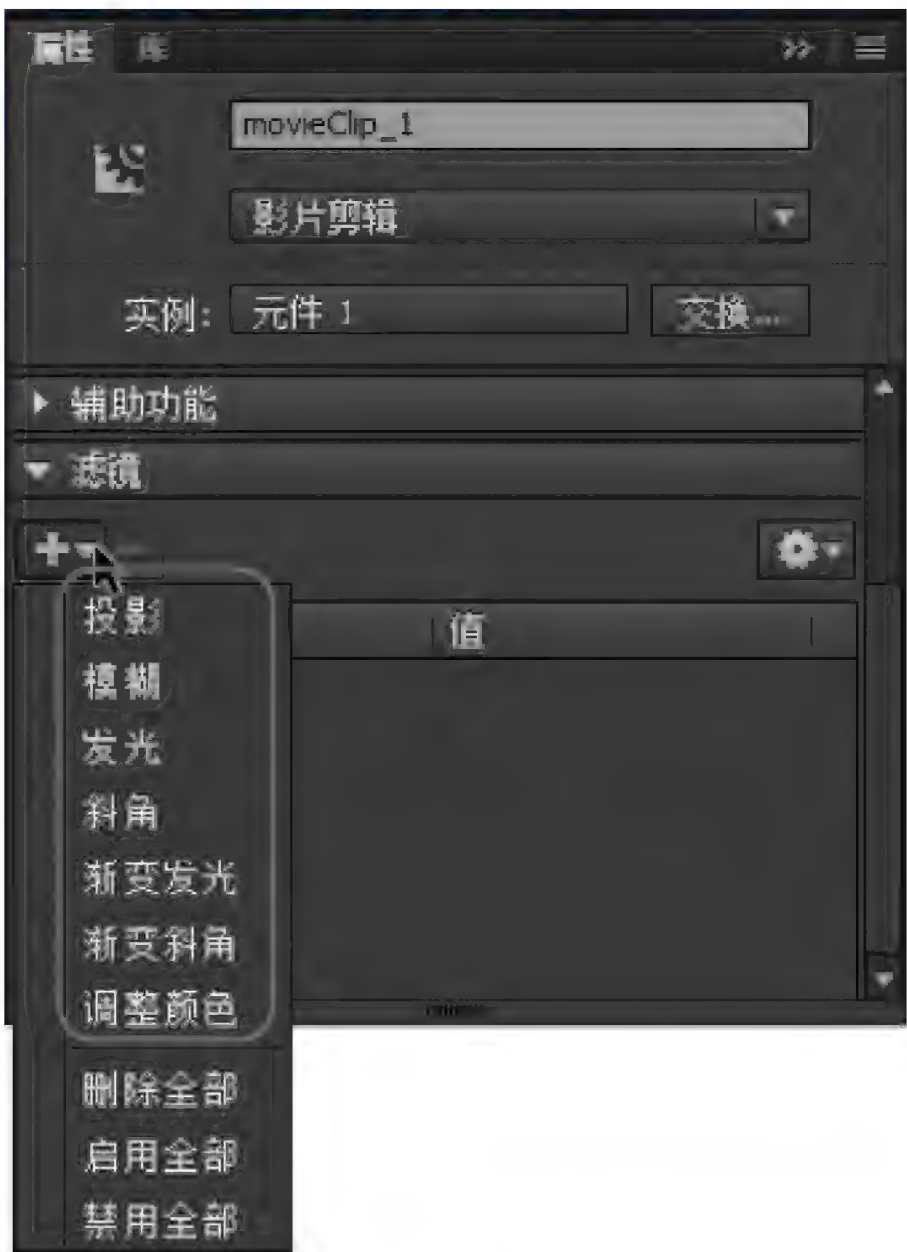 属性 库
movieClip_1
影片剪辑
实例: 元件 1 交换...
辅助功能
滤镜
值
投影
模糊
发光
斜角
渐变发光
渐变斜角
调整颜色
删除全部
启用全部
禁用全部